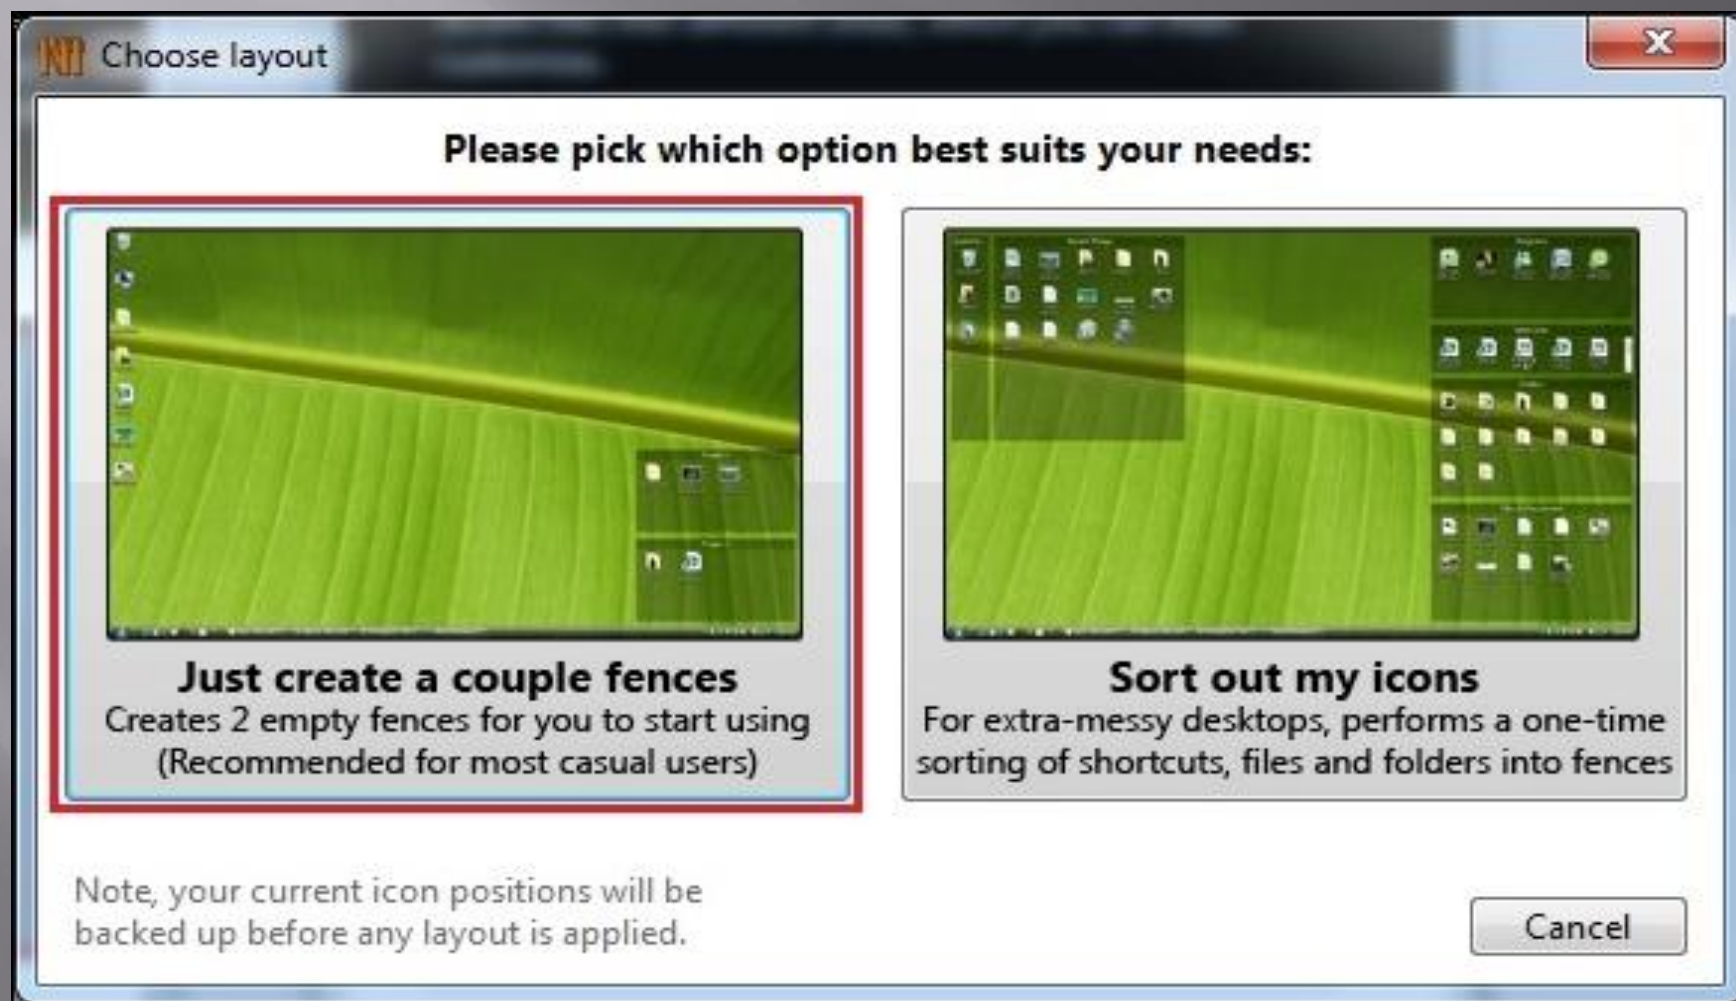 Choose layout
Please pick which option best suits your needs:
Just create a couple fences
Creates 2 empty fences for you to start using
(Recommended for most casual users)
Sort out my icons
For extra-messy desktops, performs a one-time
sorting of shortcuts, files and folders into fences
Note, your current icon positions will be
backed up before any layout is applied.
Cancel